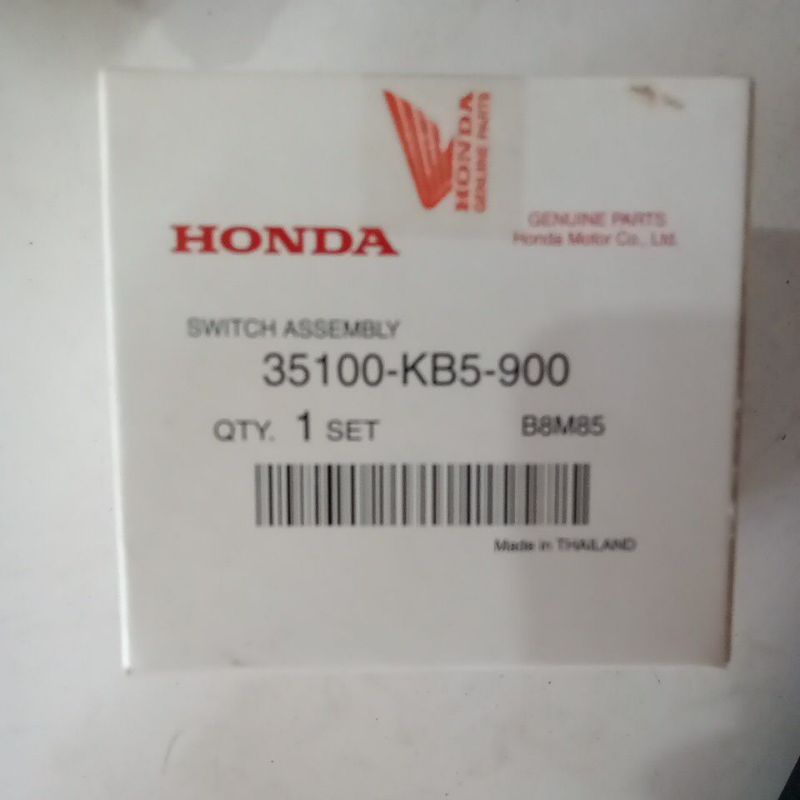 HONDA
GENUINE PARTS
HONDA
GENUINE PARTS
Honda Motor Co., Ltd.
SWITCH ASSEMBLY
35100-KB5-900
QTY. 1 SET
B8M85
Made in THAILAND